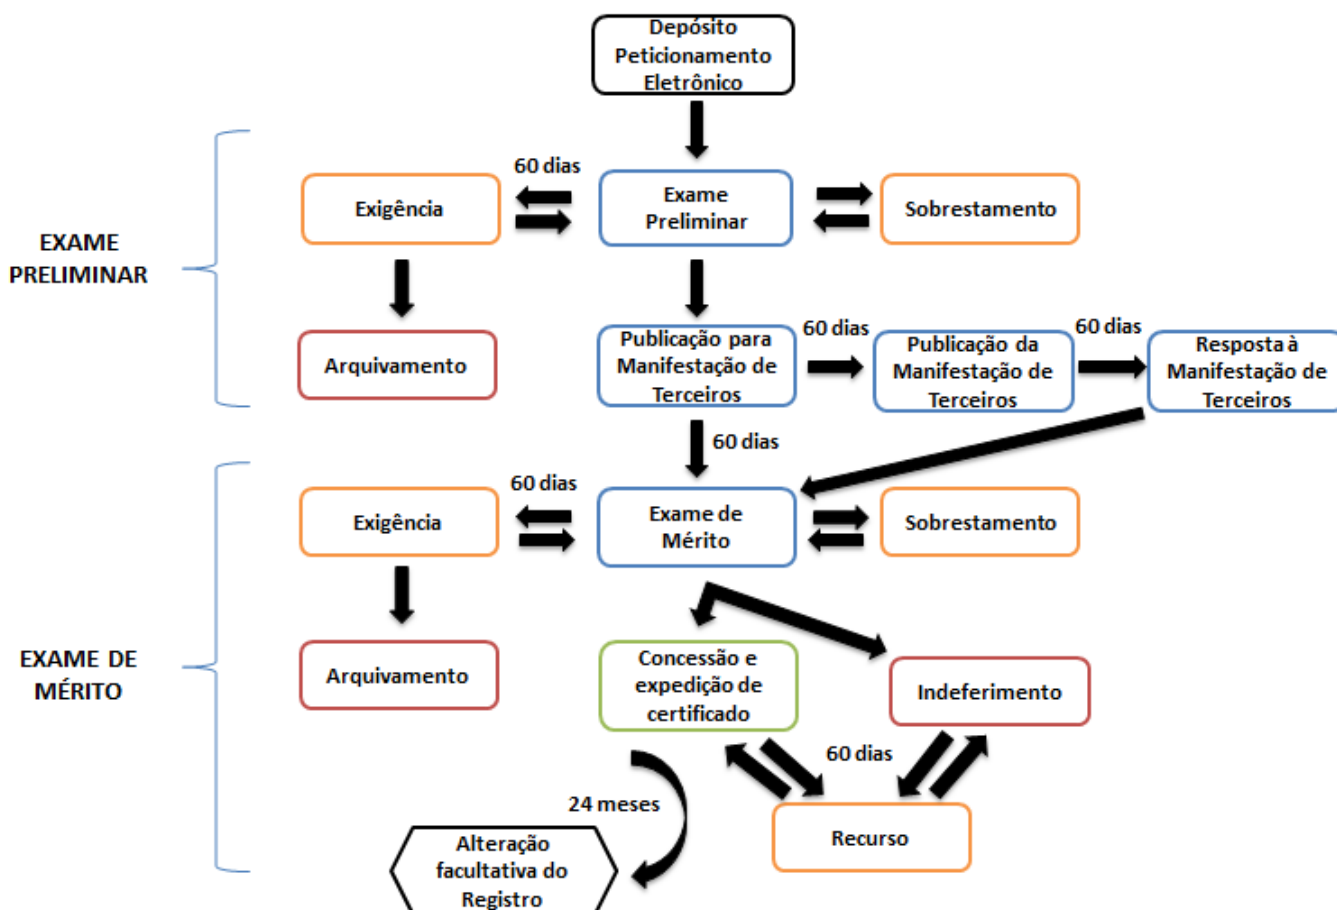 Depósito
Peticionamento
Eletrônico
60 dias
Exigência
Exame
Preliminar
Sobrestamento
EXAME
PRELIMINAR
Arquivamento
Publicação para
Manifestação de
Terceiros
60 dias
Publicação da
Manifestação de
Terceiros
60 dias
Resposta à
Manifestação de
Terceiros
60 dias
60 dias
Exigência
Exame de
Mérito
Sobrestamento
EXAME DE
MÉRITO
Arquivamento
Concessão e
expedição de
certificado
Indeferimento
60 dias
24 meses
Recurso
Alteração
facultativa do
Registro